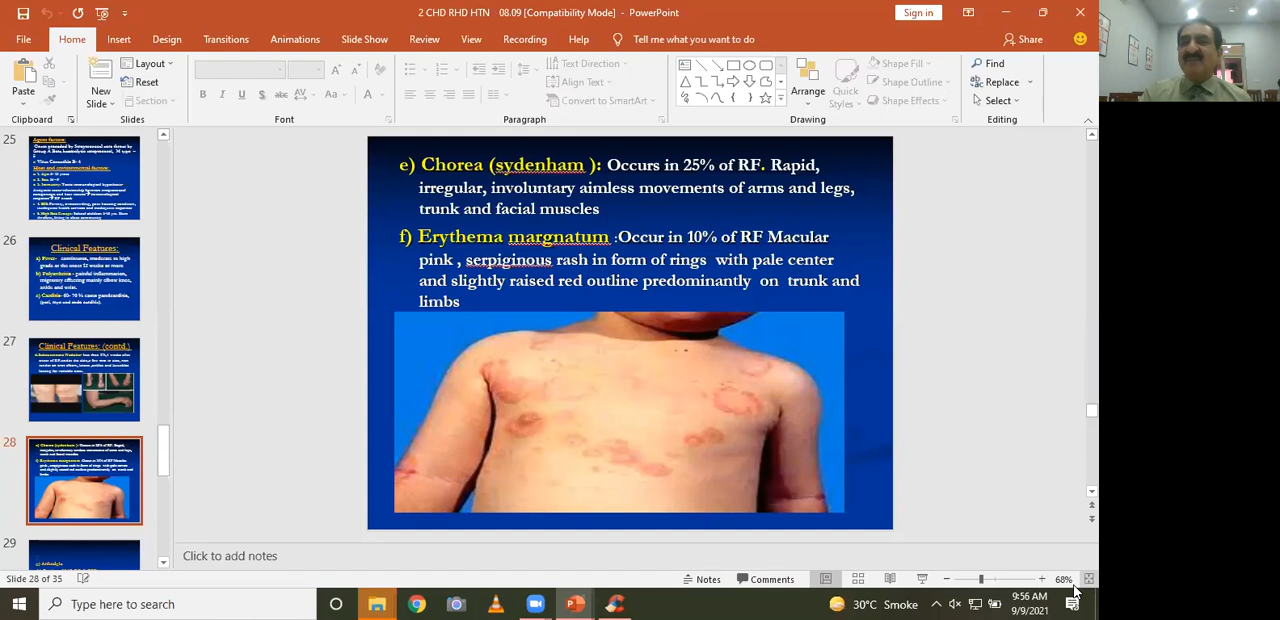 2 CHD RHD HTN 08.09 [Compatibility Mode] - PowerPoint
Sign in
File Home Insert Design Transitions Animations Slide Show Review View Recording Help Tell me what you want to do
Share
Paste
New
Slide
Layout
Reset
Section
B I U S abc AV Aa A
Text Direction
Align Text
Convert to SmartArt
Arrange
Quick
Styles
Shape Fill
Shape Outline
Shape Effects
Find
Replace
Select
Clipboard Slides Font Paragraph Drawing Editing
25
26
Clinical Features:
27
Clinical Features: (contd.)
28
29
e) Chorea (sydenham ): Occurs in 25% of RF. Rapid,
irregular, involuntary aimless movements of arms and legs,
trunk and facial muscles
f) Erythema margnatum :Occur in 10% of RF Macular
pink , serpiginous rash in form of rings with pale center
and slightly raised red outline predominantly on trunk and
limbs
Click to add notes
Slide 28 of 35
Notes
Comments
68%
Type here to search
30°C Smoke
9:56 AM
9/9/2021